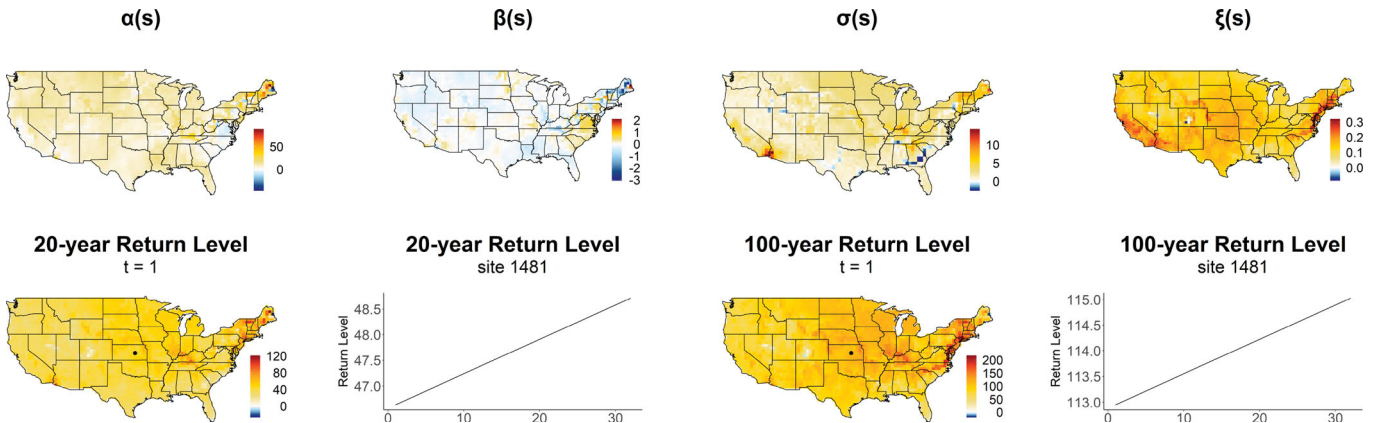 α(s)
β(s)
σ(s)
ξ(s)
50
0
2
1
0
-1
-2
-3
10
5
0
0.3
0.2
0.1
0.0
20-year Return Level
t = 1
20-year Return Level
site 1481
100-year Return Level
t = 1
100-year Return Level
site 1481
120
80
40
0
Return Level
48.5
48.0
47.5
47.0
0
10
20
30
200
150
100
50
0
Return Level
115.0
114.5
114.0
113.5
113.0
0
10
20
30